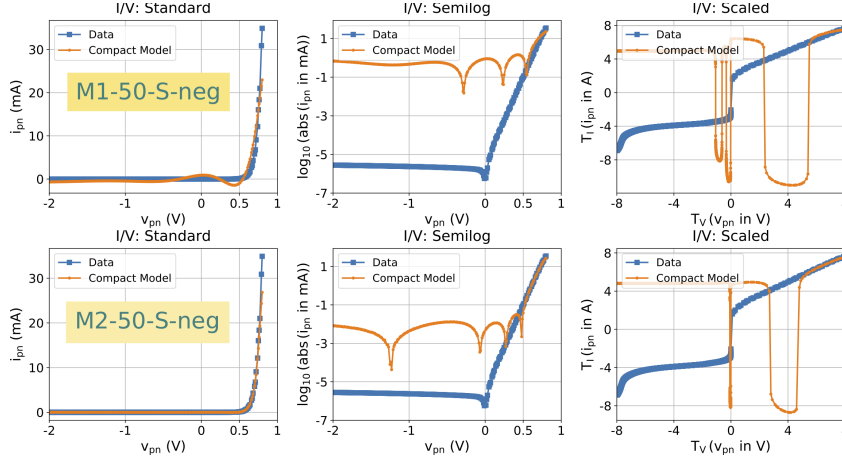 I/V: Standard
I/V: Semilog
I/V: Scaled
Data
Compact Model
M1-50-S-neg
i_pn (mA)
30
20
10
0
-2
-1
0
0.5
1
v_pn (V)
Data
Compact Model
log10 (abs (i_pn in mA))
1
-1
-3
-5
-7
-2
-1
0
0.5
1
v_pn (V)
Data
Compact Model
T_I (i_pn in A)
8
4
0
-4
-8
-8
-4
0
4
T_V (v_pn in V)
I/V: Standard
I/V: Semilog
I/V: Scaled
Data
Compact Model
M2-50-S-neg
i_pn (mA)
30
20
10
0
-2
-1
0
0.5
1
v_pn (V)
Data
Compact Model
log10 (abs (i_pn in mA))
1
-1
-3
-5
-7
-2
-1
0
0.5
1
v_pn (V)
Data
Compact Model
T_I (i_pn in A)
8
4
0
-4
-8
-8
-4
0
4
8
T_V (v_pn in V)